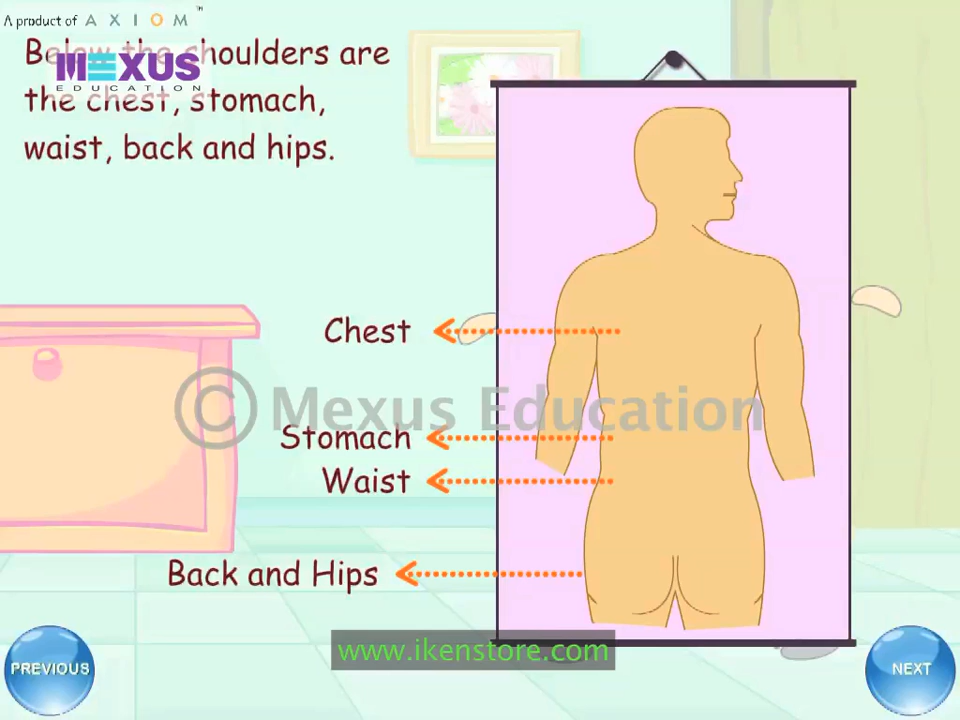 A product of AXIOM™
MEXUS
EDUCATION
Below the shoulders are
the chest, stomach,
waist, back and hips.
Chest
© Mexus Education
Stomach
Waist
Back and Hips
www.ikenstore.com
PREVIOUS
NEXT